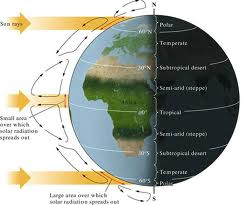 Sun rays
N
Polar
60°N
Temperate
30°N
Subtropical desert
Semi-arid (steppe)
Small area
over which
solar radiation
spreads out
0°
Tropical
Semi-arid (steppe)
30°S
Subtropical desert
Temperate
Large area over which
solar radiation spreads out
60°S
Polar
S